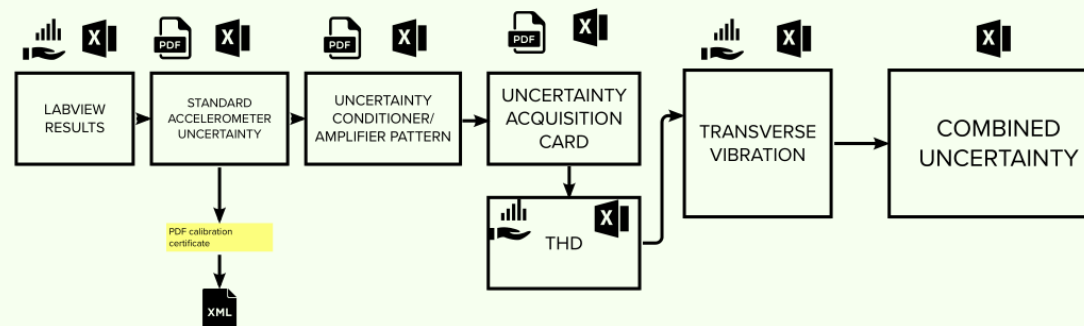 X
PDF
X
PDF
X
PDF
X
X
X
LABVIEW
RESULTS
STANDARD
ACCELEROMETER
UNCERTAINTY
UNCERTAINTY
CONDITIONER/
AMPLIFIER PATTERN
UNCERTAINTY
ACQUISITION
CARD
TRANSVERSE
VIBRATION
COMBINED
UNCERTAINTY
X
THD
PDF calibration
certificate
XML